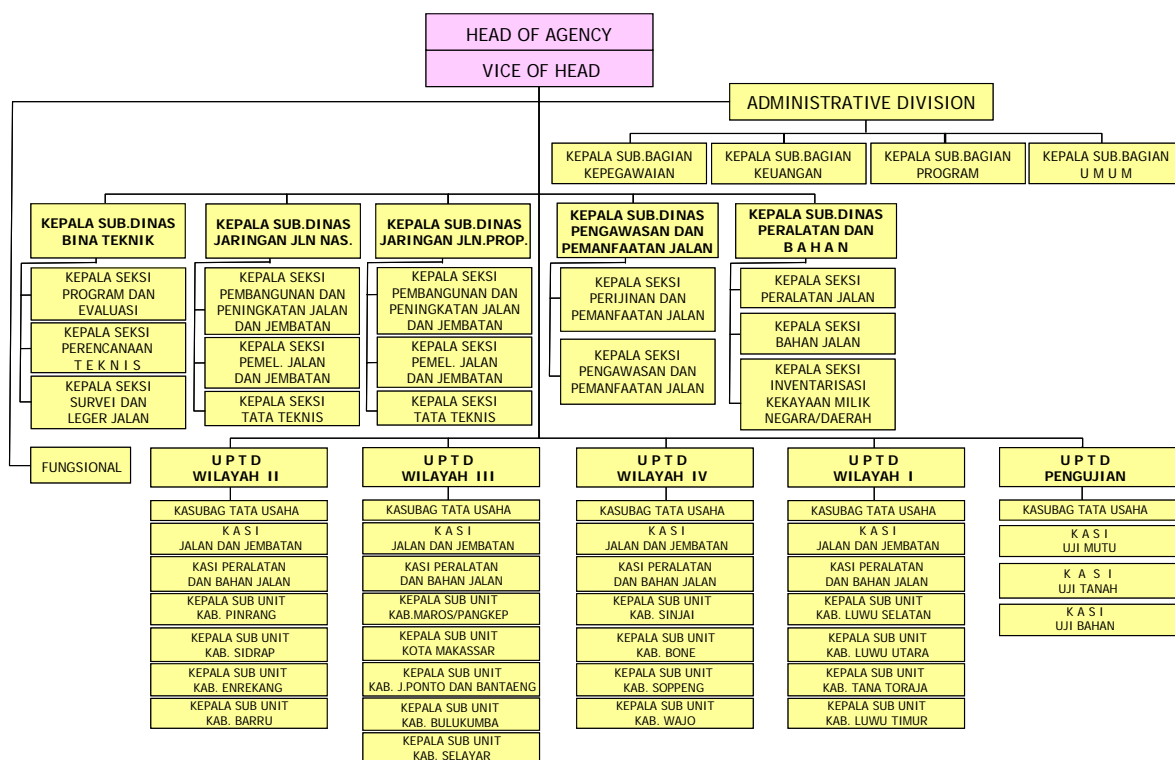 HEAD OF AGENCY
VICE OF HEAD
ADMINISTRATIVE DIVISION
KEPALA SUB.BAGIAN
KEPEGAWAIAN
KEPALA SUB.BAGIAN
KEUANGAN
KEPALA SUB.BAGIAN
PROGRAM
KEPALA SUB.BAGIAN
U M U M
KEPALA SUB.DINAS
BINA TEKNIK
KEPALA SEKSI
PROGRAM DAN
EVALUASI
KEPALA SEKSI
PERENCANAAN
T E K N I S
KEPALA SEKSI
SURVEI DAN
LEGER JALAN
KEPALA SUB.DINAS
JARINGAN JLN NAS.
KEPALA SEKSI
PEMBANGUNAN DAN
PENINGKATAN JALAN
DAN JEMBATAN
KEPALA SEKSI
PEMEL. JALAN
DAN JEMBATAN
KEPALA SEKSI
TATA TEKNIS
KEPALA SUB.DINAS
JARINGAN JLN.PROP.
KEPALA SEKSI
PEMBANGUNAN DAN
PENINGKATAN JALAN
DAN JEMBATAN
KEPALA SEKSI
PEMEL. JALAN
DAN JEMBATAN
KEPALA SEKSI
TATA TEKNIS
KEPALA SUB.DINAS
PENGAWASAN DAN
PEMANFAATAN JALAN
KEPALA SEKSI
PERIJINAN DAN
PEMANFAATAN JALAN
KEPALA SEKSI
PENGAWASAN DAN
PEMANFAATAN JALAN
KEPALA SUB.DINAS
PERALATAN DAN
B A H A N
KEPALA SEKSI
PERALATAN JALAN
KEPALA SEKSI
BAHAN JALAN
KEPALA SEKSI
INVENTARISASI
KEKAYAAN MILIK
NEGARA/DAERAH
FUNGSIONAL
U P T D
WILAYAH II
KASUBAG TATA USAHA
K A S I
JALAN DAN JEMBATAN
KASI PERALATAN
DAN BAHAN JALAN
KEPALA SUB UNIT
KAB. PINRANG
KEPALA SUB UNIT
KAB. SIDRAP
KEPALA SUB UNIT
KAB. ENREKANG
KEPALA SUB UNIT
KAB. BARRU
U P T D
WILAYAH III
KASUBAG TATA USAHA
K A S I
JALAN DAN JEMBATAN
KASI PERALATAN
DAN BAHAN JALAN
KEPALA SUB UNIT
KAB.MAROS/PANGKEP
KEPALA SUB UNIT
KOTA MAKASSAR
KEPALA SUB UNIT
KAB. J.PONTO DAN BANTAENG
KEPALA SUB UNIT
KAB. BULUKUMBA
KEPALA SUB UNIT
KAB. SELAYAR
U P T D
WILAYAH IV
KASUBAG TATA USAHA
K A S I
JALAN DAN JEMBATAN
KASI PERALATAN
DAN BAHAN JALAN
KEPALA SUB UNIT
KAB. SINJAI
KEPALA SUB UNIT
KAB. BONE
KEPALA SUB UNIT
KAB. SOPPENG
KEPALA SUB UNIT
KAB. WAJO
U P T D
WILAYAH I
KASUBAG TATA USAHA
K A S I
JALAN DAN JEMBATAN
KASI PERALATAN
DAN BAHAN JALAN
KEPALA SUB UNIT
KAB. LUWU SELATAN
KEPALA SUB UNIT
KAB. LUWU UTARA
KEPALA SUB UNIT
KAB. TANA TORAJA
KEPALA SUB UNIT
KAB. LUWU TIMUR
U P T D
PENGUJIAN
KASUBAG TATA USAHA
K A S I
UJI MUTU
K A S I
UJI TANAH
K A S I
UJI BAHAN